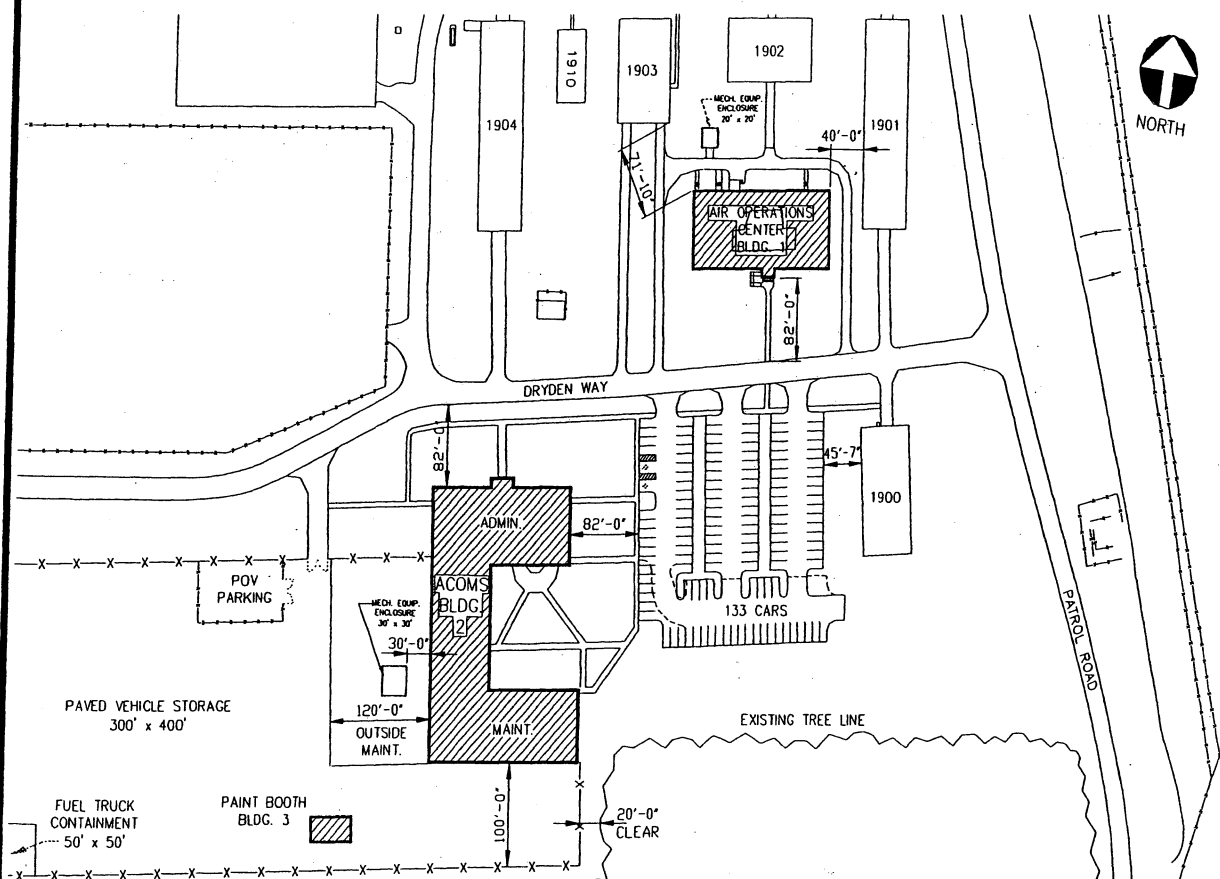 1910
1903
1902
1904
1901
MECH. EQUIP.
ENCLOSURE
20' x 20'
40'-0"
NORTH
71'-10"
AIR OPERATIONS
CENTER
BLDG. 1
82'-0"
DRYDEN WAY
82'-0"
45'-7"
1900
ADMIN.
82'-0"
POV
PARKING
ACOMS
BLDG.
2
MECH. EQUIP.
ENCLOSURE
30' x 30'
133 CARS
30'-0"
PATROL ROAD
PAVED VEHICLE STORAGE
300' x 400'
120'-0"
OUTSIDE
MAINT.
MAINT.
EXISTING TREE LINE
FUEL TRUCK
CONTAINMENT
50' x 50'
PAINT BOOTH
BLDG. 3
100'-0"
20'-0"
CLEAR